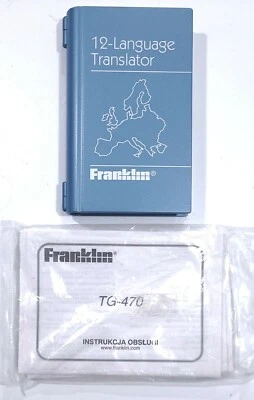 12-Language
Translator
Franklin®
Franklin®
TG-470
INSTRUKCJA OBSŁUGI
www.franklin.com